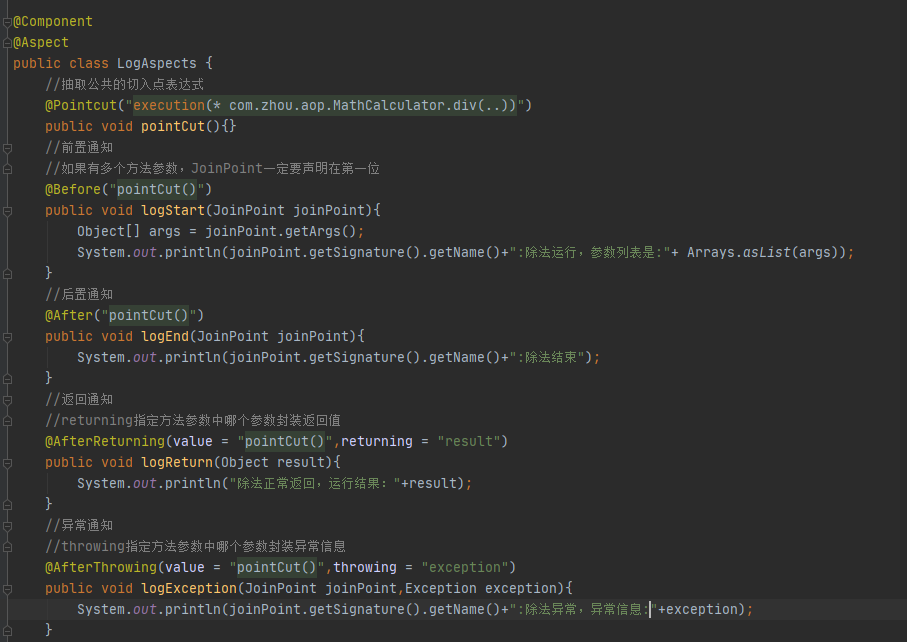 @Component
@Aspect
public class LogAspects {
    //抽取公共的切入点表达式
    @Pointcut("execution(* com.zhou.aop.MathCalculator.div(..))")
    public void pointCut(){}
    //前置通知
    //如果有多个方法参数，JoinPoint一定要声明在第一位
    @Before("pointCut()")
    public void logStart(JoinPoint joinPoint){
        Object[] args = joinPoint.getArgs();
        System.out.println(joinPoint.getSignature().getName()+":除法运行，参数列表是:"+ Arrays.asList(args));
    }
    //后置通知
    @After("pointCut()")
    public void logEnd(JoinPoint joinPoint){
        System.out.println(joinPoint.getSignature().getName()+":除法结束");
    }
    //返回通知
    //returning指定方法参数中哪个参数封装返回值
    @AfterReturning(value = "pointCut()",returning = "result")
    public void logReturn(Object result){
        System.out.println("除法正常返回，运行结果："+result);
    }
    //异常通知
    //throwing指定方法参数中哪个参数封装异常信息
    @AfterThrowing(value = "pointCut()",throwing = "exception")
    public void logException(JoinPoint joinPoint,Exception exception){
        System.out.println(joinPoint.getSignature().getName()+":除法异常，异常信息:"+exception);
    }